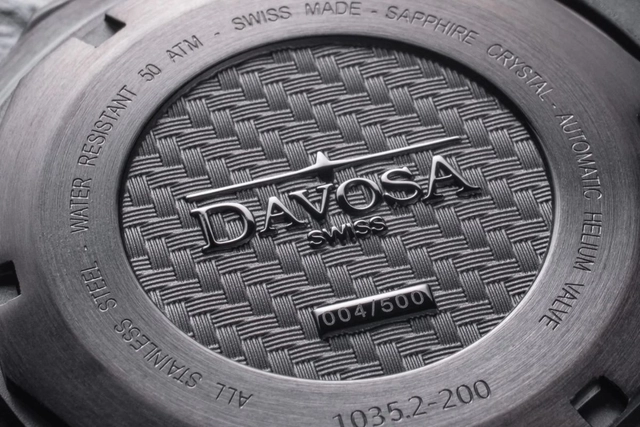 ALL STAINLESS STEEL - WATER RESISTANT 50 ATM - SWISS MADE - SAPPHIRE CRYSTAL - AUTOMATIC HELIUM VALVE
DAVOSA
SWISS
004/500
1035.2-200